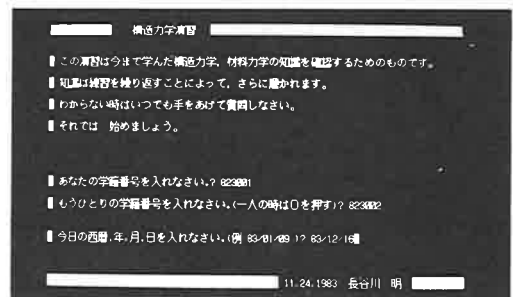 構造力学演習
この演習は今まで学んだ構造力学, 材料力学の知識を確認するためのものです。
知識は練習を繰り返すことによって, さらに磨かれます。
わからない時はいつでも手をあげて質問しなさい。
それでは 始めましょう。
あなたの学籍番号を入れなさい.? 823001
もうひとりの学籍番号を入れなさい.(一人の時は0を押す)? 823002
今日の西暦.年.月.日を入れなさい.(例 83/01/09 )? 83/12/16
11.24.1983 長谷川 明